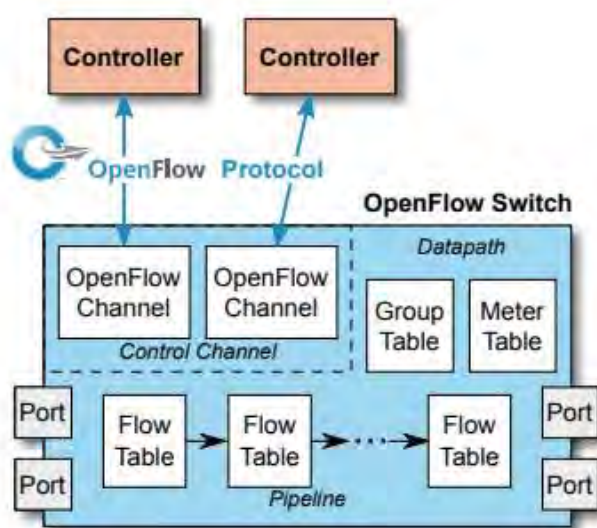 Controller
Controller
OpenFlow Protocol
OpenFlow Switch
Datapath
OpenFlow
Channel
OpenFlow
Channel
Control Channel
Group
Table
Meter
Table
Port
Port
Flow
Table
Flow
Table
...
Flow
Table
Pipeline
Port
Port